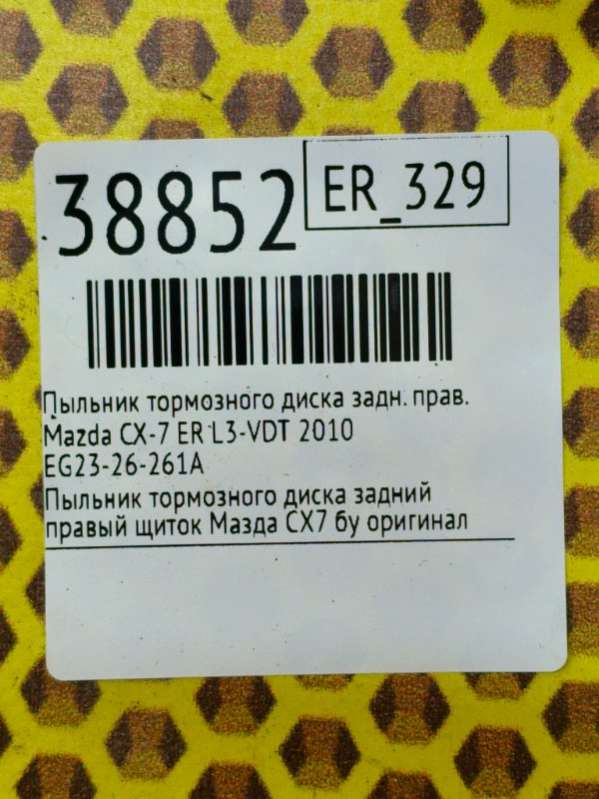 38852
ER_329
Пыльник тормозного диска задн. прав.
Mazda CX-7 ER L3-VDT 2010
EG23-26-261A
Пыльник тормозного диска задний
правый щиток Мазда СХ7 бу оригинал